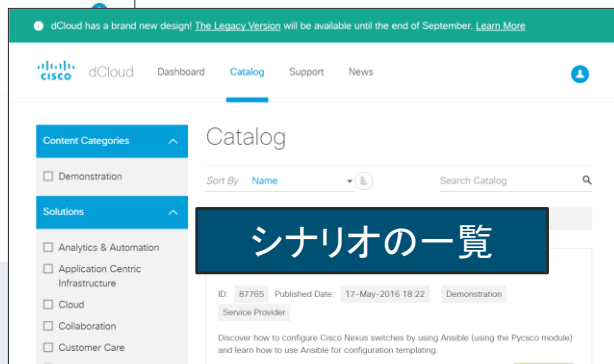 dCloud has a brand new design! The Legacy Version will be available until the end of September. Learn More
CISCO dCloud Dashboard Catalog Support News
Content Categories
Demonstration
Solutions
Analytics & Automation
Application Centric
Infrastructure
Cloud
Collaboration
Customer Care
Catalog
Sort By Name Search Catalog
シナリオの一覧
ID: 87765 Published Date: 17-May-2016 18:22 Demonstration
Service Provider
Discover how to configure Cisco Nexus switches by using Ansible (using the Pycsco module)
and learn how to use Ansible for configuration templating.